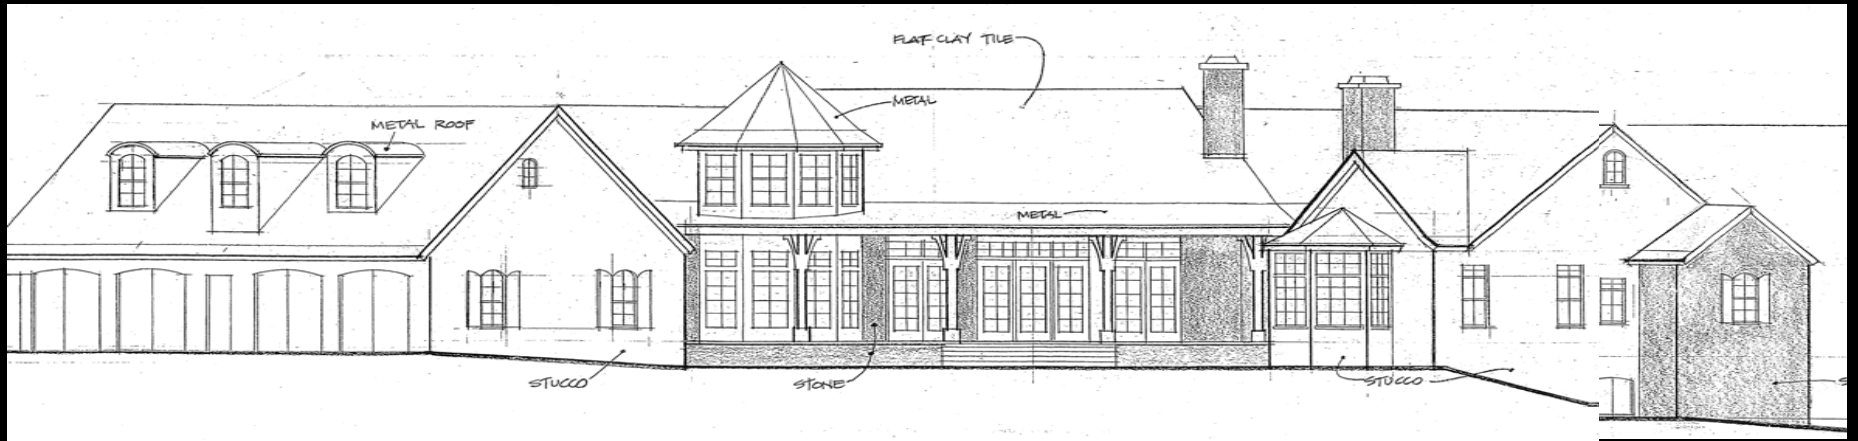 FLAT CLAY TILE
METAL
METAL ROOF
METAL
STUCCO
STONE
STUCCO
S